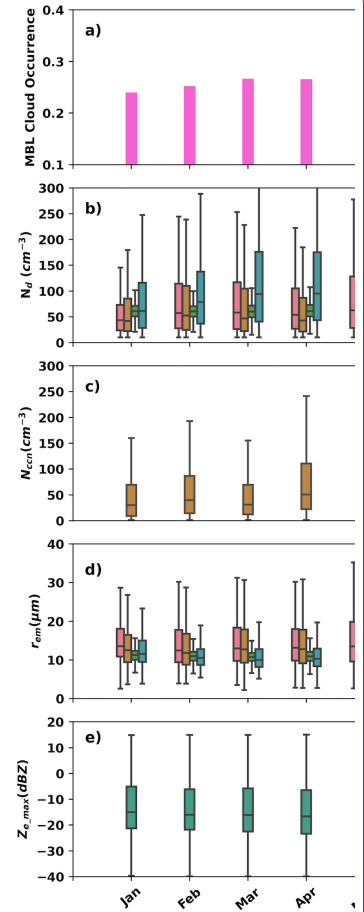 MBL Cloud Occurrence
a)
0.4
0.3
0.2
0.1
N_d (cm^-3)
b)
300
250
200
150
100
50
0
N_ccn(cm^-3)
c)
300
250
200
150
100
50
0
r_em(μm)
d)
40
30
20
10
0
Z_e_max(dBZ)
e)
20
10
0
−10
−20
−30
−40
Jan Feb Mar Apr